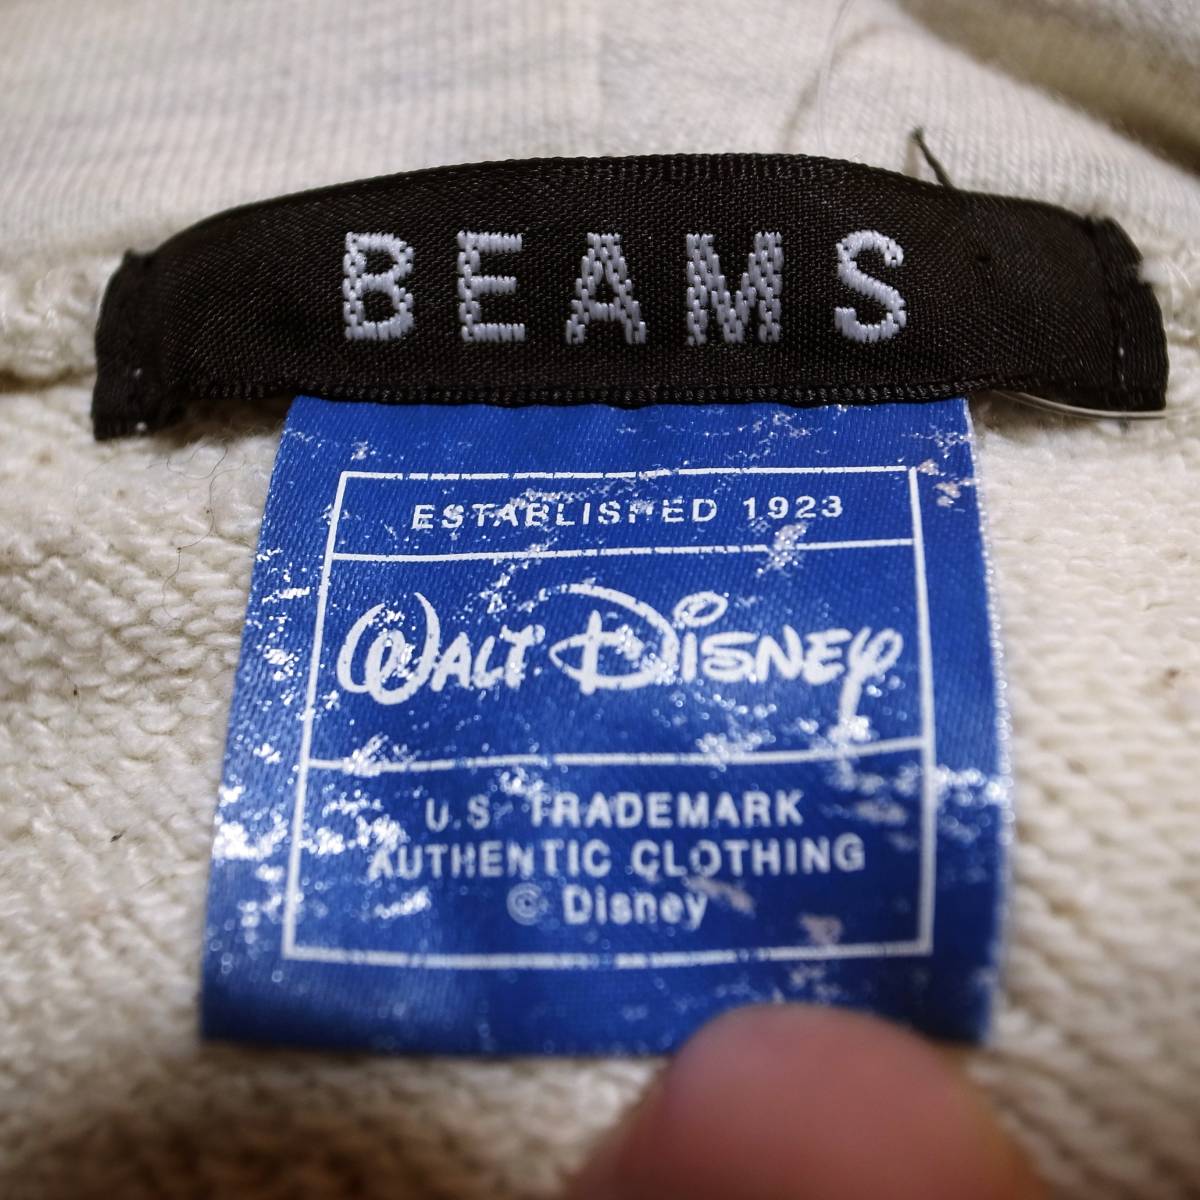 BEAMS
ESTABLISHED 1923
WALT DISNEY
U.S. TRADEMARK
AUTHENTIC CLOTHING
© Disney